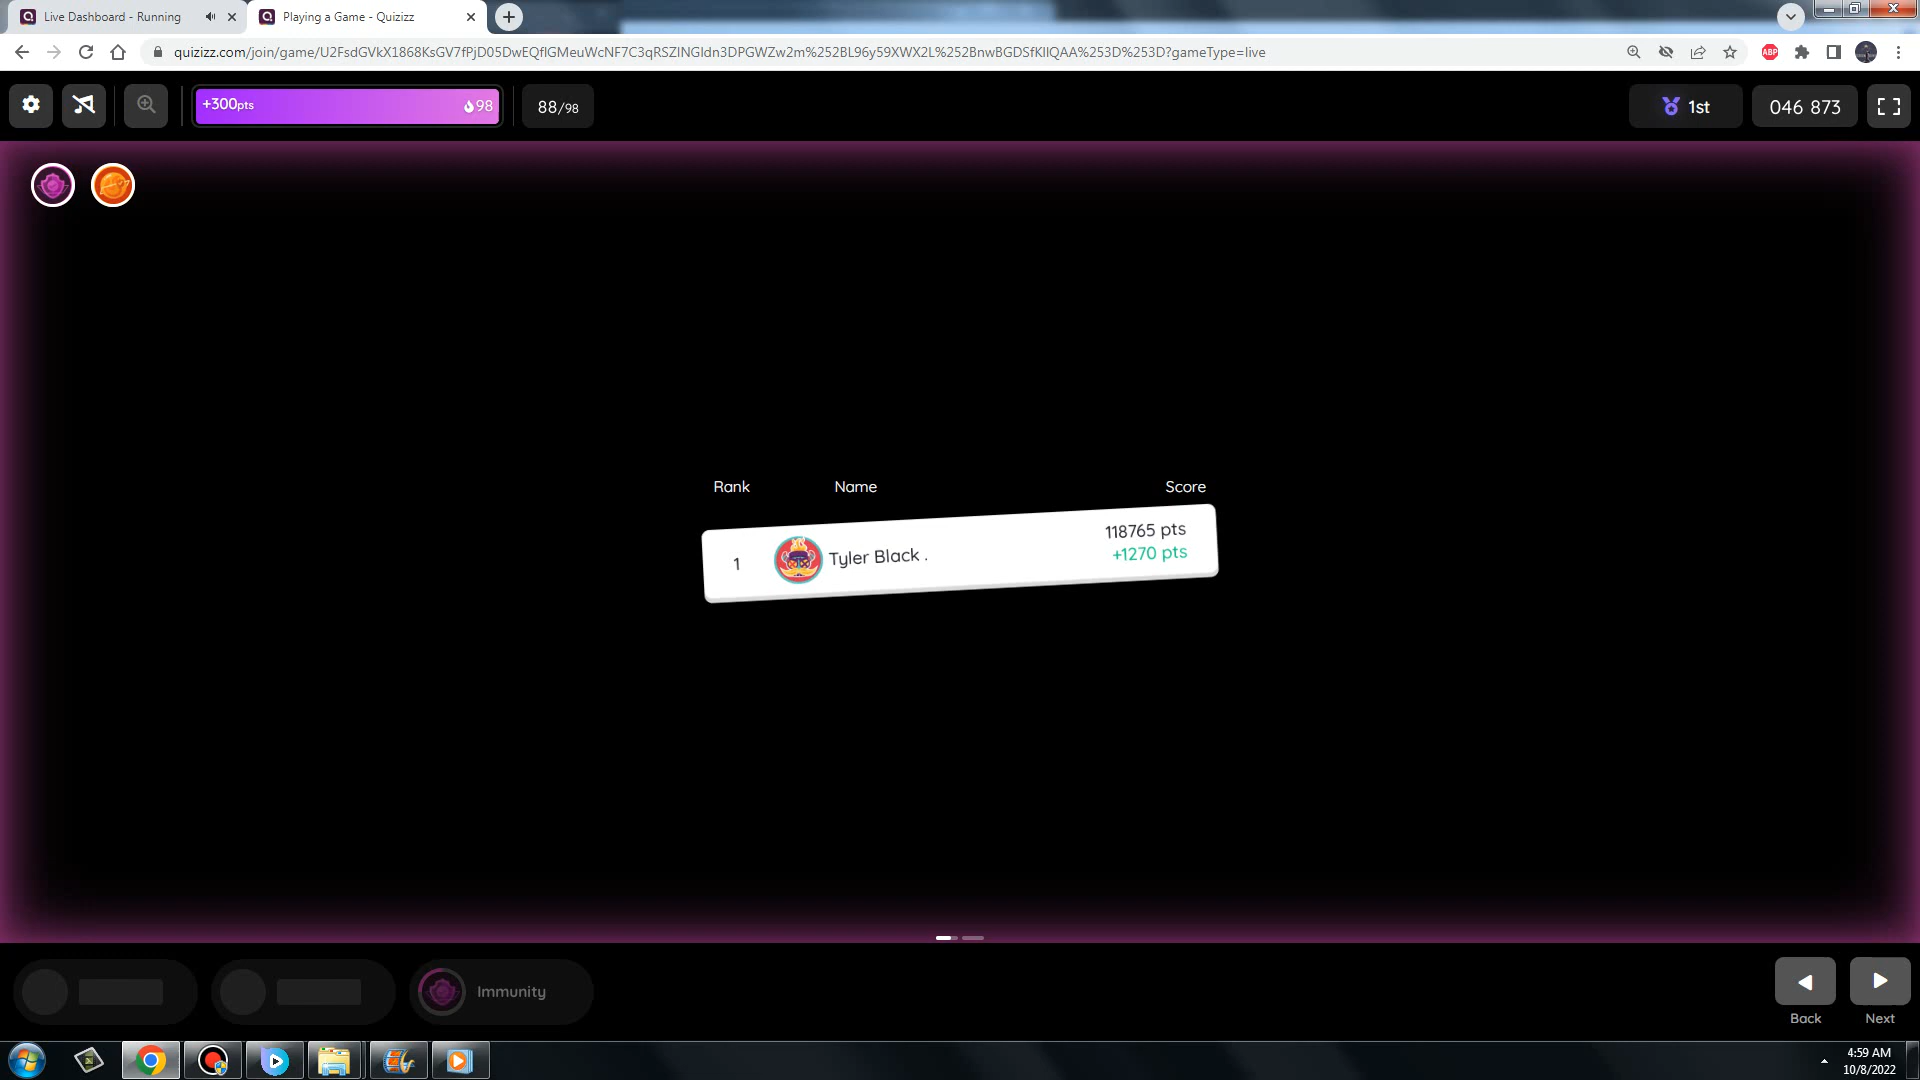 Live Dashboard - Running
Playing a Game - Quizizz
quizizz.com/join/game/U2FsdGVkX1868KsGV7fPjD05DwEQflGMeuWcNF7C3qRSZINGIdn3DPGWZw2m%252BL96y59XWX2L%252BnwBGDSfKllQAA%253D%253D?gameType=live
ABP
+300pts
98
88/98
1st
046 873
Rank
Name
Score
1
Tyler Black .
118765 pts
+1270 pts
Immunity
Back
Next
4:59 AM
10/8/2022